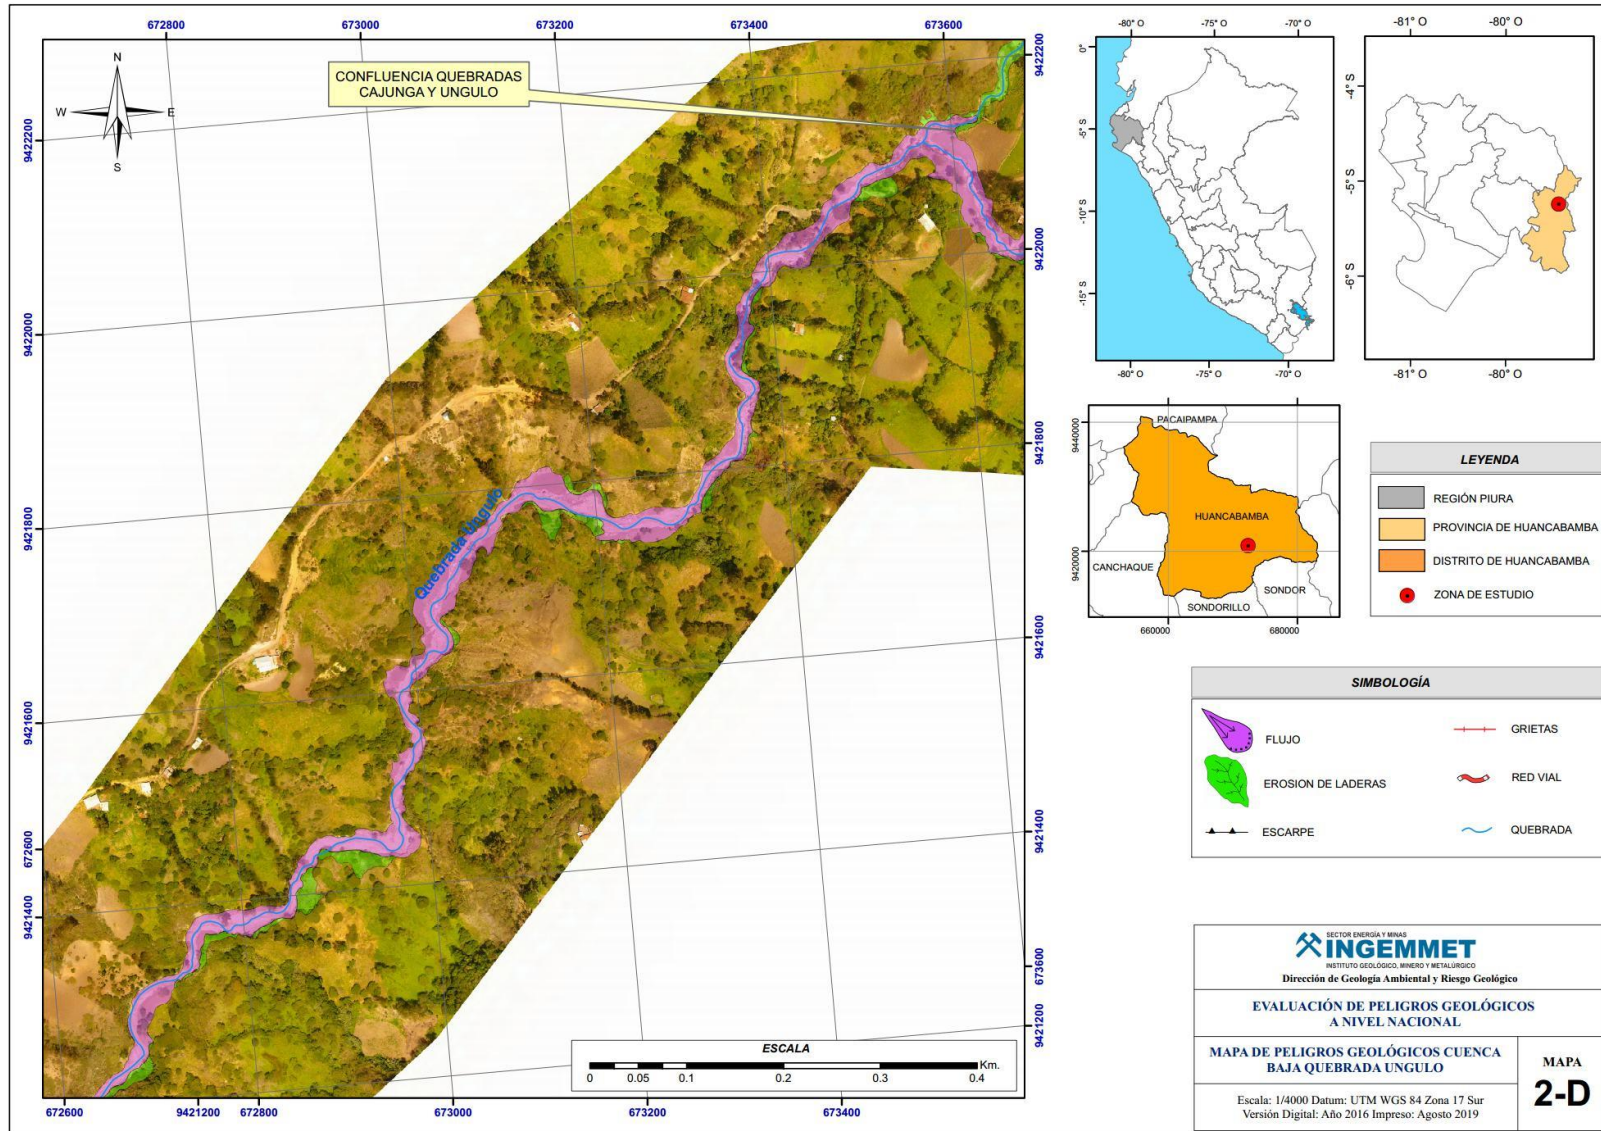 672800
673000
673200
673400
673600
9422200
9422000
9421800
9421600
672600
9421400
9422200
9422000
9421800
9421600
9421400
673600
9421200
672600
9421200
672800
673000
673200
673400
N
W
E
S
CONFLUENCIA QUEBRADAS
CAJUNGA Y UNGULO
Quebrada Ungulo
ESCALA
0
0.05
0.1
0.2
0.3
0.4
Km.
-80° O
-75° O
-70° O
0°
-5° S
-10° S
-15° S
-80° O
-75° O
-70° O
-81° O
-80° O
-4° S
-5° S
-6° S
-81° O
-80° O
PACAIPAMPA
HUANCABAMBA
CANCHAQUE
SONDOR
SONDORILLO
9440000
9420000
660000
680000
LEYENDA
REGIÓN PIURA
PROVINCIA DE HUANCABAMBA
DISTRITO DE HUANCABAMBA
ZONA DE ESTUDIO
SIMBOLOGÍA
FLUJO
EROSION DE LADERAS
ESCARPE
GRIETAS
RED VIAL
QUEBRADA
SECTOR ENERGÍA Y MINAS
INGEMMET
INSTITUTO GEOLÓGICO, MINERO Y METALÚRGICO
Dirección de Geología Ambiental y Riesgo Geológico
EVALUACIÓN DE PELIGROS GEOLÓGICOS
A NIVEL NACIONAL
MAPA DE PELIGROS GEOLÓGICOS CUENCA
BAJA QUEBRADA UNGULO
Escala: 1/4000 Datum: UTM WGS 84 Zona 17 Sur
Versión Digital: Año 2016 Impreso: Agosto 2019
MAPA
2-D